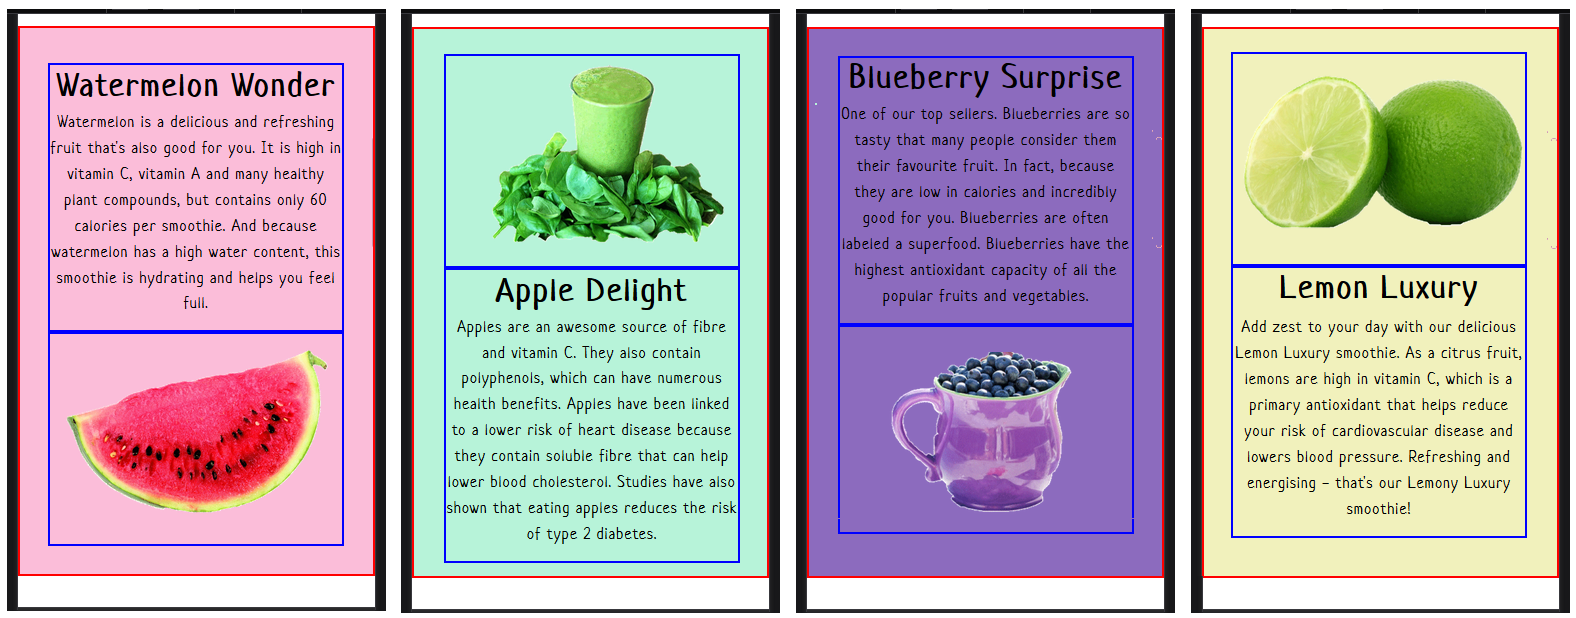 Watermelon Wonder
Watermelon is a delicious and refreshing
fruit that's also good for you. It is high in
vitamin C, vitamin A and many healthy
plant compounds, but contains only 60
calories per smoothie. And because
watermelon has a high water content, this
smoothie is hydrating and helps you feel
full.
Apple Delight
Apples are an awesome source of fibre
and vitamin C. They also contain
polyphenols, which can have numerous
health benefits. Apples have been linked
to a lower risk of heart disease because
they contain soluble fibre that can help
lower blood cholesterol. Studies have also
shown that eating apples reduces the risk
of type 2 diabetes.
Blueberry Surprise
One of our top sellers. Blueberries are so
tasty that many people consider them
their favourite fruit. In fact, because
they are low in calories and incredibly
good for you. Blueberries are often
labeled a superfood. Blueberries have the
highest antioxidant capacity of all the
popular fruits and vegetables.
Lemon Luxury
Add zest to your day with our delicious
Lemon Luxury smoothie. As a citrus fruit,
lemons are high in vitamin C, which is a
primary antioxidant that helps reduce
your risk of cardiovascular disease and
lowers blood pressure. Refreshing and
energising – that's our Lemony Luxury
smoothie!